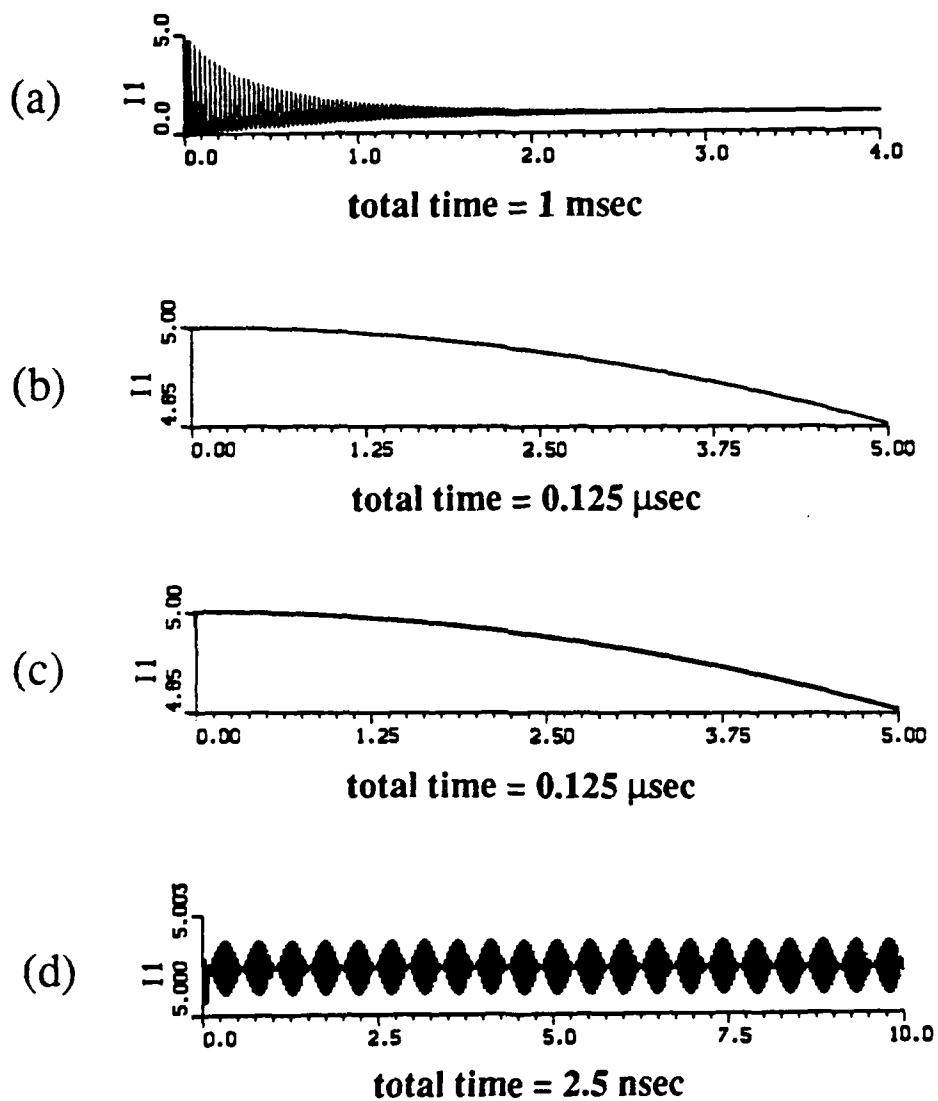 (a)
I1
5.0
0.0
0.0 1.0 2.0 3.0 4.0
total time = 1 msec
(b)
I1
5.00
4.85
0.00 1.25 2.50 3.75 5.00
total time = 0.125 μsec
(c)
I1
5.00
4.85
0.00 1.25 2.50 3.75 5.00
total time = 0.125 μsec
(d)
I1
5.003
5.000
0.0 2.5 5.0 7.5 10.0
total time = 2.5 nsec